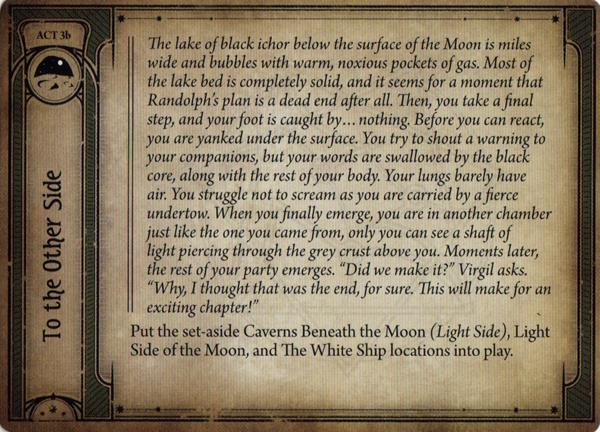 ACT 3b
To the Other Side
The lake of black ichor below the surface of the Moon is miles
wide and bubbles with warm, noxious pockets of gas. Most of
the lake bed is completely solid, and it seems for a moment that
Randolph's plan is a dead end after all. Then, you take a final
step, and your foot is caught by… nothing. Before you can react,
you are yanked under the surface. You try to shout a warning to
your companions, but your words are swallowed by the black
core, along with the rest of your body. Your lungs barely have
air. You struggle not to scream as you are carried by a fierce
undertow. When you finally emerge, you are in another chamber
just like the one you came from, only you can see a shaft of
light piercing through the grey crust above you. Moments later,
the rest of your party emerges. “Did we make it?” Virgil asks.
“Why, I thought that was the end, for sure. This will make for an
exciting chapter!”
Put the set-aside Caverns Beneath the Moon (Light Side), Light
Side of the Moon, and The White Ship locations into play.